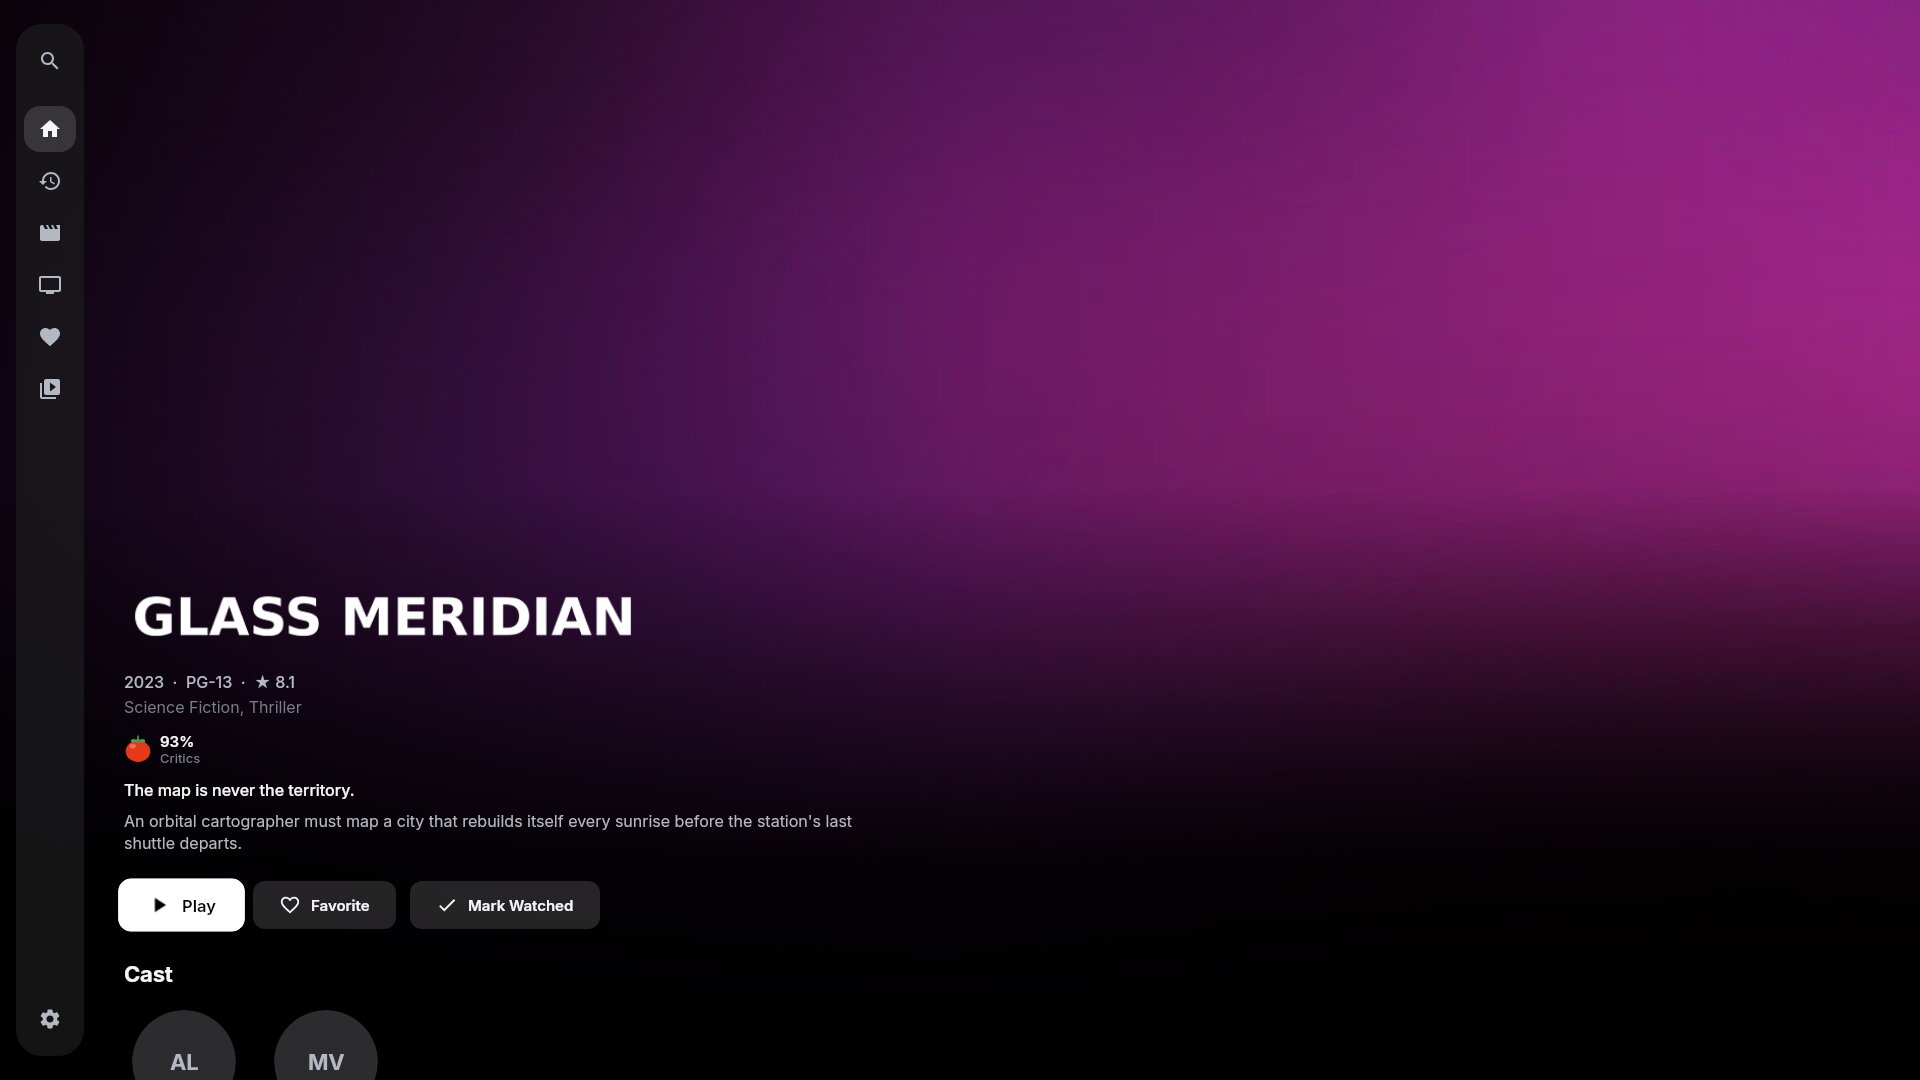 GLASS MERIDIAN
2023 · PG-13 · ★ 8.1
Science Fiction, Thriller
93%
Critics
The map is never the territory.
An orbital cartographer must map a city that rebuilds itself every sunrise before the station's last
shuttle departs.
Play
Favorite
Mark Watched
Cast
AL
MV